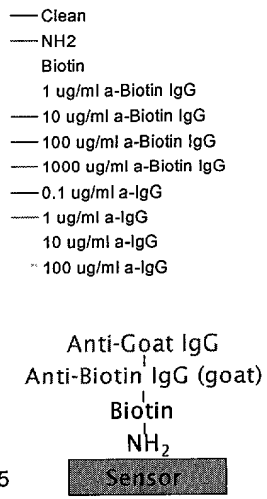 Clean
NH2
Biotin
1 ug/ml a-Biotin IgG
10 ug/ml a-Biotin IgG
100 ug/ml a-Biotin IgG
1000 ug/ml a-Biotin IgG
0.1 ug/ml a-IgG
1 ug/ml a-IgG
10 ug/ml a-IgG
100 ug/ml a-IgG
Anti-Goat IgG
Anti-Biotin IgG (goat)
Biotin
NH₂
5 Sensor